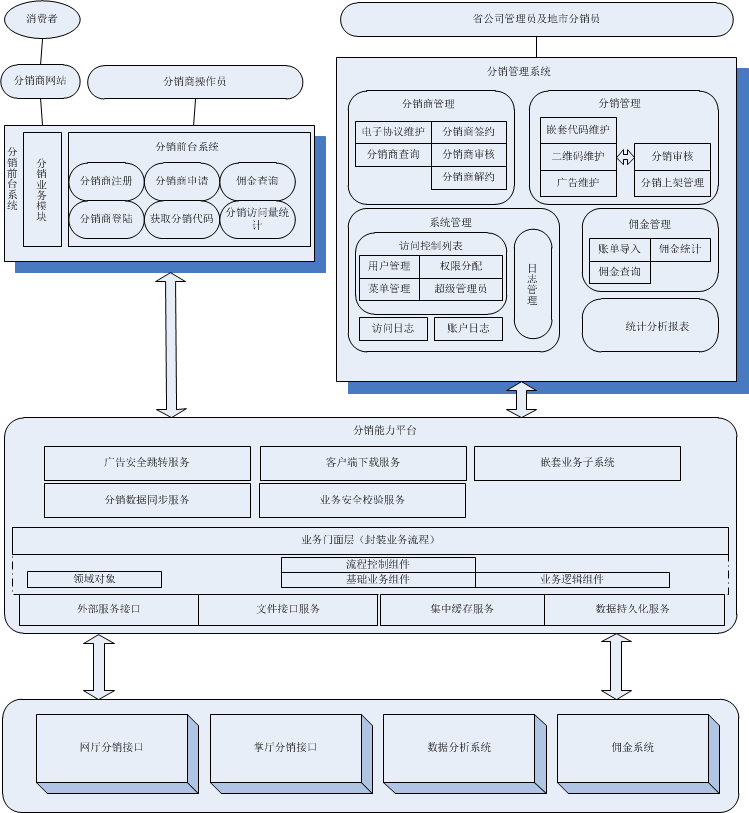 消费者
省公司管理员及地市分销员
分销商网站
分销商操作员
分销前台系统
分销业务模块
分销前台系统
分销商注册
分销商申请
佣金查询
分销商登陆
获取分销代码
分销访问量统
计
分销管理系统
分销商管理
电子协议维护
分销商签约
分销商查询
分销商审核
分销商解约
分销管理
嵌套代码维护
二维码维护
广告维护
分销审核
分销上架管理
系统管理
访问控制列表
用户管理
权限分配
菜单管理
超级管理员
访问日志
账户日志
日志管理
佣金管理
账单导入
佣金统计
佣金查询
统计分析报表
分销能力平台
广告安全跳转服务
客户端下载服务
嵌套业务子系统
分销数据同步服务
业务安全校验服务
业务门面层（封装业务流程）
流程控制组件
领域对象
基础业务组件
业务逻辑组件
外部服务接口
文件接口服务
集中缓存服务
数据持久化服务
网厅分销接口
掌厅分销接口
数据分析系统
佣金系统